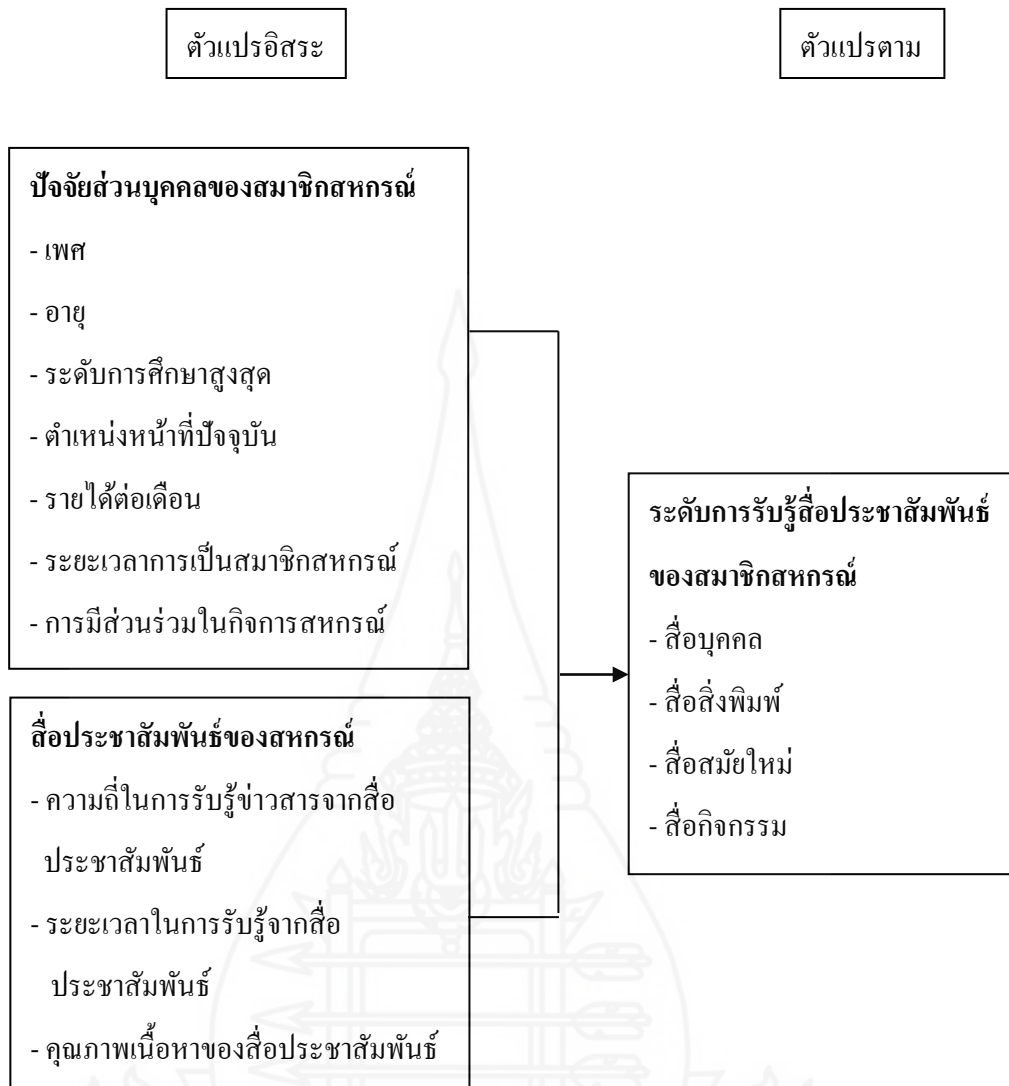 ตัวแปรอิสระ
ตัวแปรตาม
ปัจจัยส่วนบุคคลของสมาชิกสหกรณ์
- เพศ
- อายุ
- ระดับการศึกษาสูงสุด
- ตำแหน่งหน้าที่ปัจจุบัน
- รายได้ต่อเดือน
- ระยะเวลาการเป็นสมาชิกสหกรณ์
- การมีส่วนร่วมในกิจการสหกรณ์
สื่อประชาสัมพันธ์ของสหกรณ์
- ความถี่ในการรับรู้ข่าวสารจากสื่อ
ประชาสัมพันธ์
- ระยะเวลาในการรับรู้จากสื่อ
ประชาสัมพันธ์
- คุณภาพเนื้อหาของสื่อประชาสัมพันธ์
ระดับการรับรู้สื่อประชาสัมพันธ์
ของสมาชิกสหกรณ์
- สื่อบุคคล
- สื่อสิ่งพิมพ์
- สื่อสมัยใหม่
- สื่อกิจกรรม